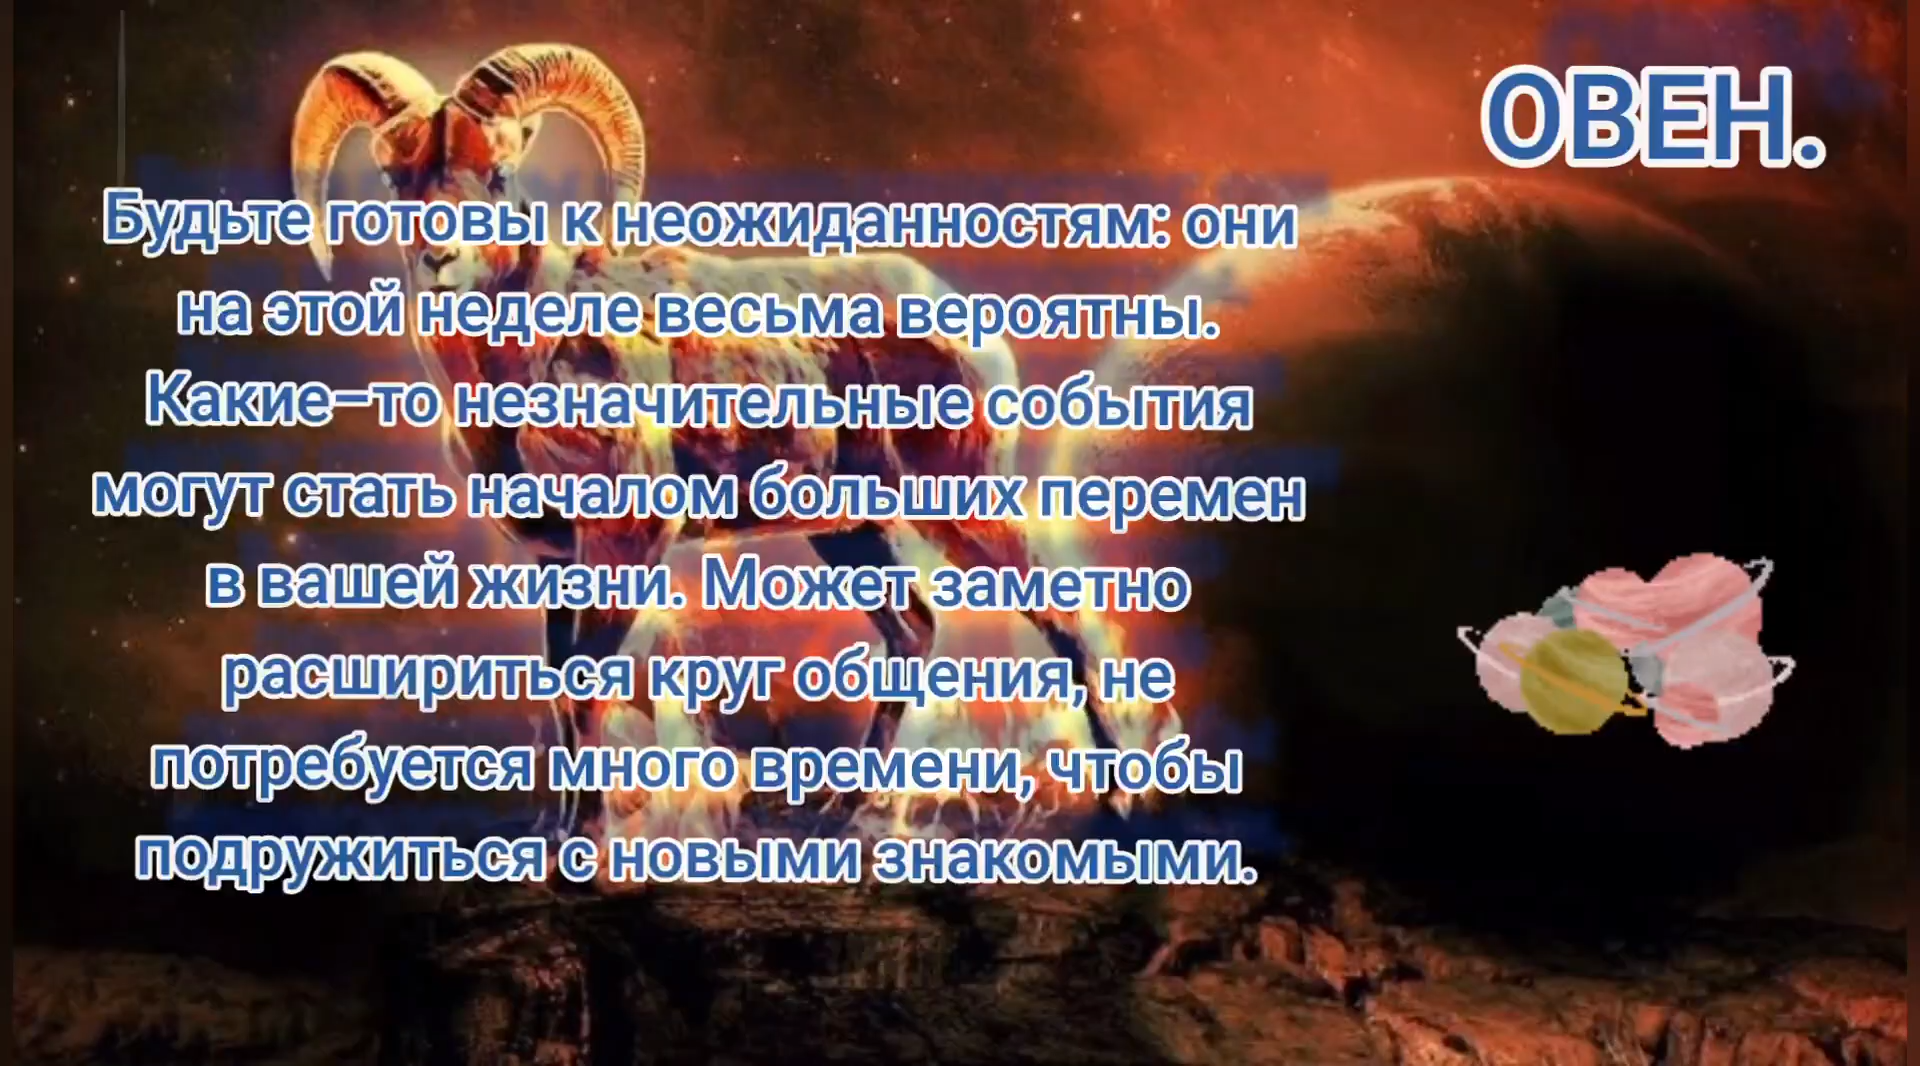 ОВЕН.
Будьте готовы к неожиданностям: они
на этой неделе весьма вероятны.
Какие-то незначительные события
могут стать началом больших перемен
в вашей жизни. Может заметно
расшириться круг общения, не
потребуется много времени, чтобы
подружиться с новыми знакомыми.